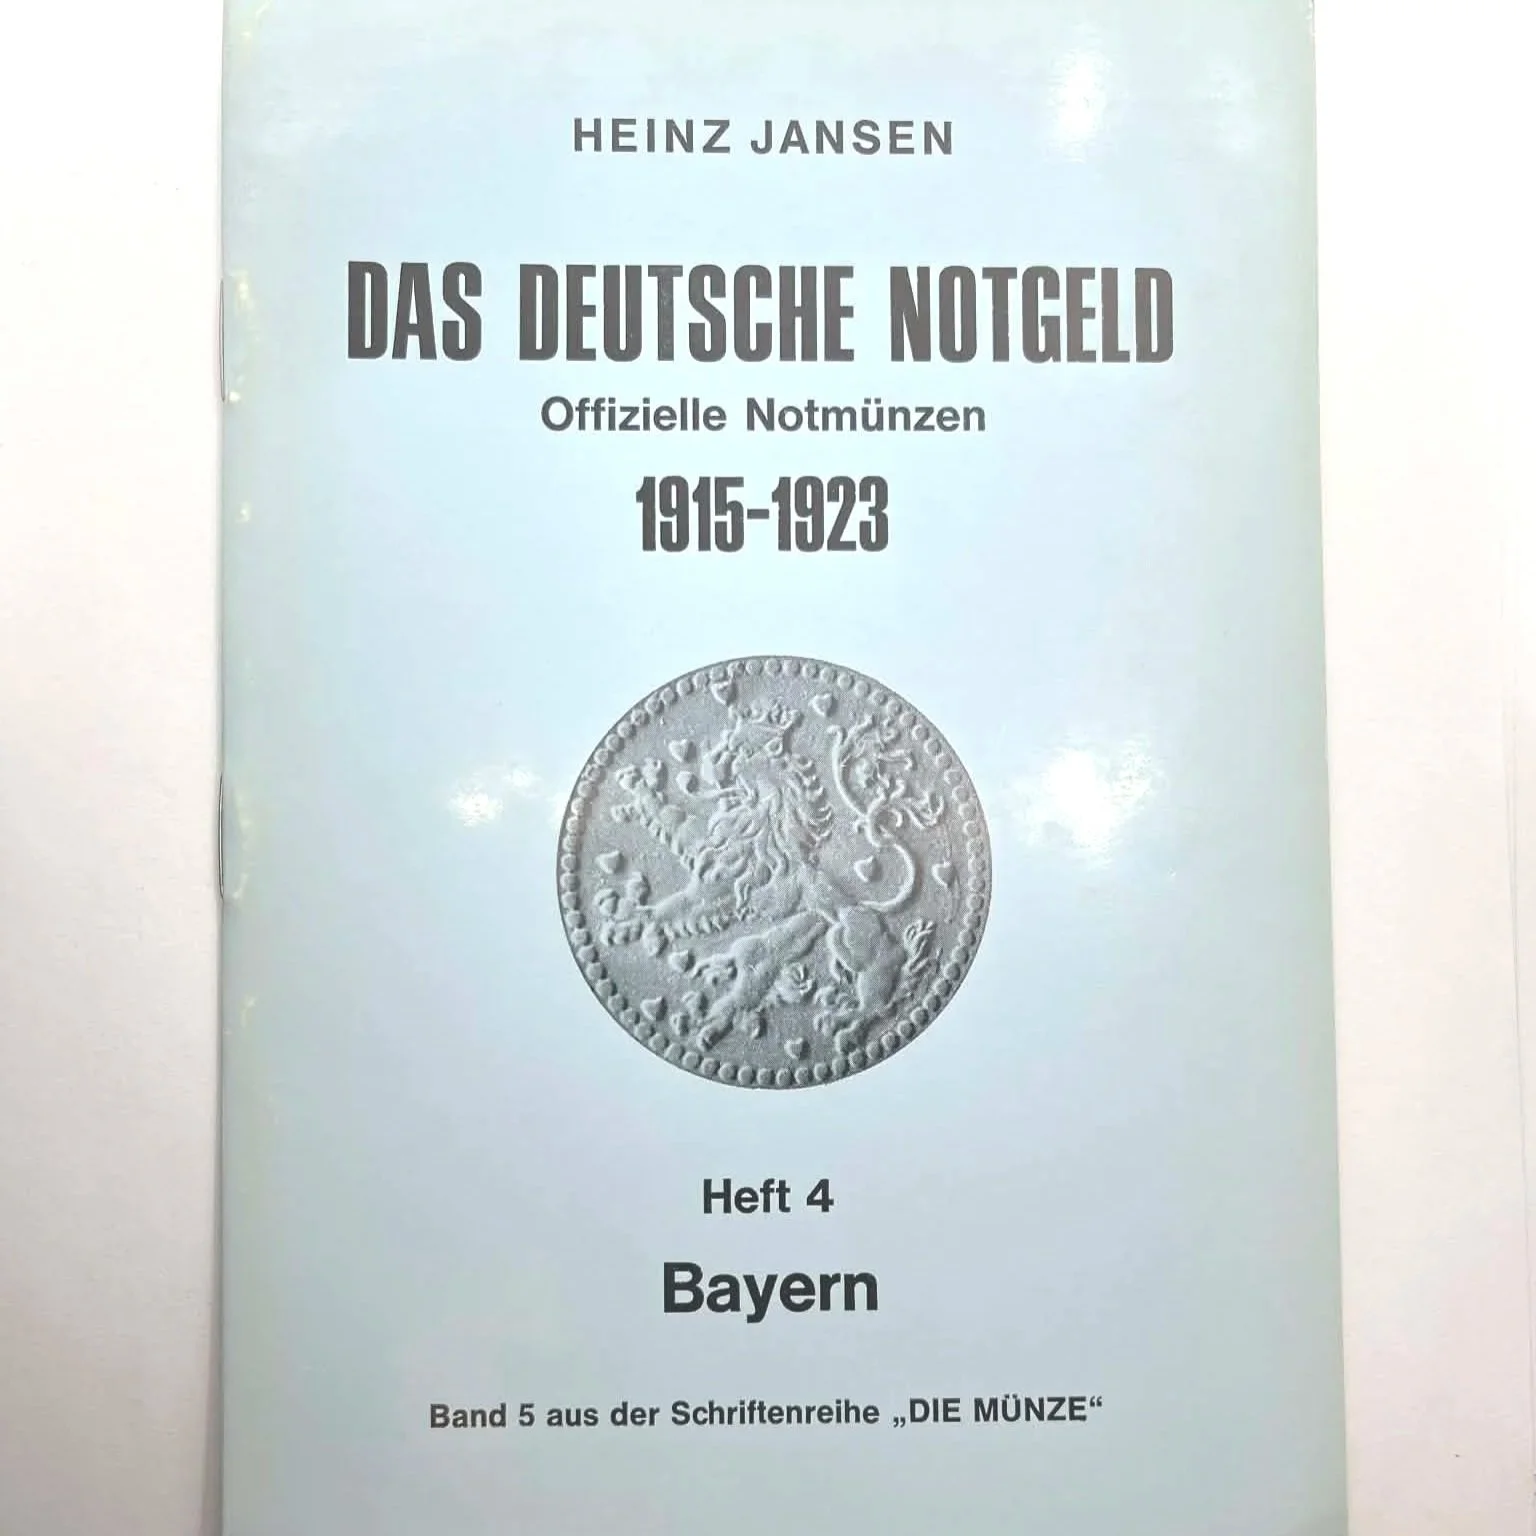 HEINZ JANSEN
DAS DEUTSCHE NOTGELD
Offizielle Notmünzen
1915-1923
Heft 4
Bayern
Band 5 aus der Schriftenreihe „DIE MÜNZE“